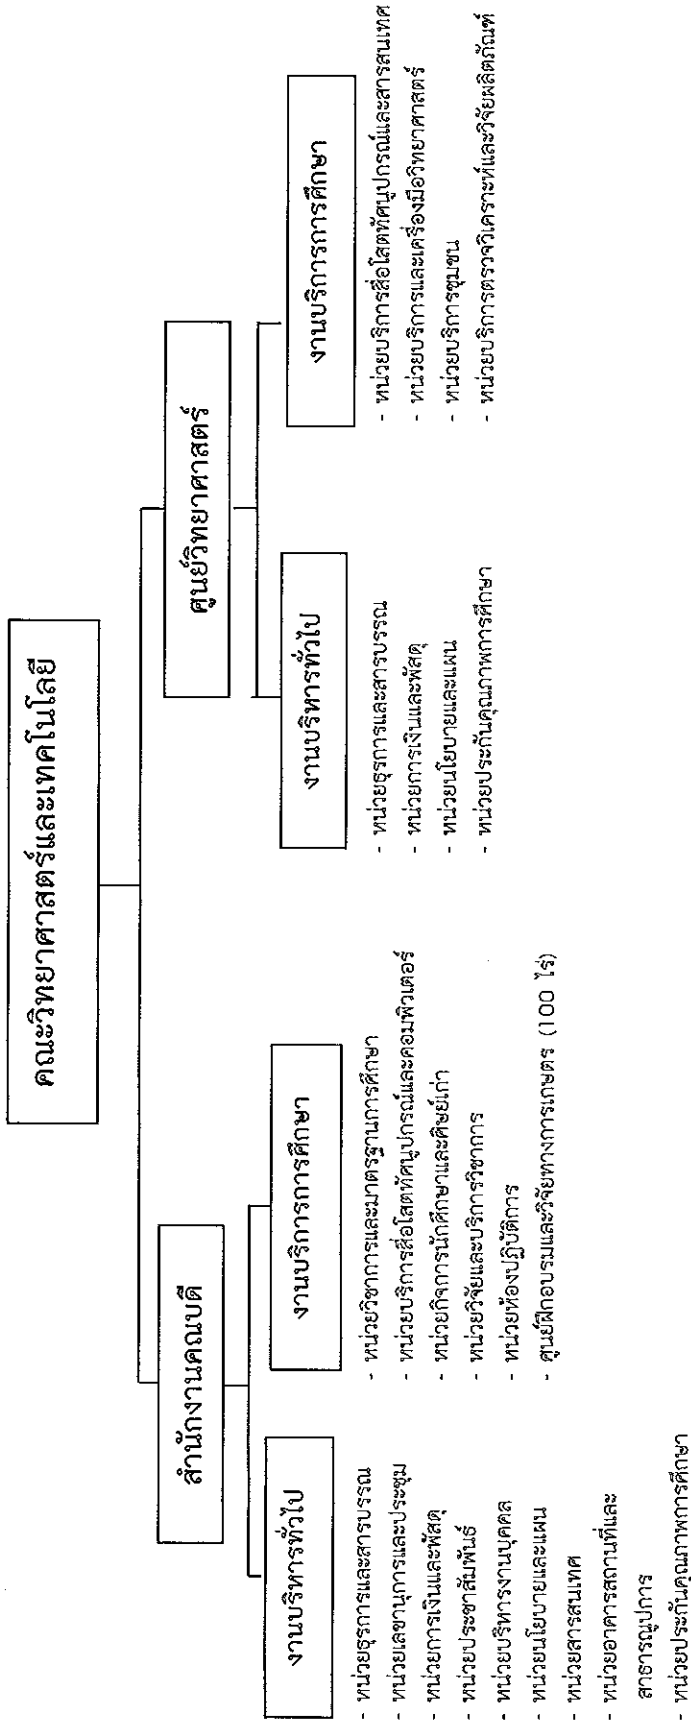 คณะวิทยาศาสตร์และเทคโนโลยี
สำนักงานคณบดี
งานบริหารทั่วไป
- หน่วยธุรการและสารบรรณ
- หน่วยเลขานุการและประชุม
- หน่วยการเงินและพัสดุ
- หน่วยประชาสัมพันธ์
- หน่วยบริหารงานบุคคล
- หน่วยนโยบายและแผน
- หน่วยสารสนเทศ
- หน่วยอาคารสถานที่และ
สาธารณูปการ
- หน่วยประกันคุณภาพการศึกษา
งานบริการการศึกษา
- หน่วยวิชาการและมาตรฐานการศึกษา
- หน่วยบริการสื่อโสตทัศนูปกรณ์และคอมพิวเตอร์
- หน่วยกิจการนักศึกษาและศิษย์เก่า
- หน่วยวิจัยและบริการวิชาการ
- หน่วยห้องปฏิบัติการ
- ศูนย์ฝึกอบรมและวิจัยทางการเกษตร (100 ไร่)
ศูนย์วิทยาศาสตร์
งานบริหารทั่วไป
- หน่วยธุรการและสารบรรณ
- หน่วยการเงินและพัสดุ
- หน่วยนโยบายและแผน
- หน่วยประกันคุณภาพการศึกษา
งานบริการการศึกษา
- หน่วยบริการสื่อโสตทัศนูปกรณ์และสารสนเทศ
- หน่วยบริการและเครื่องมือวิทยาศาสตร์
- หน่วยบริการชุมชน
- หน่วยบริการตรวจวิเคราะห์และวิจัยผลิตภัณฑ์